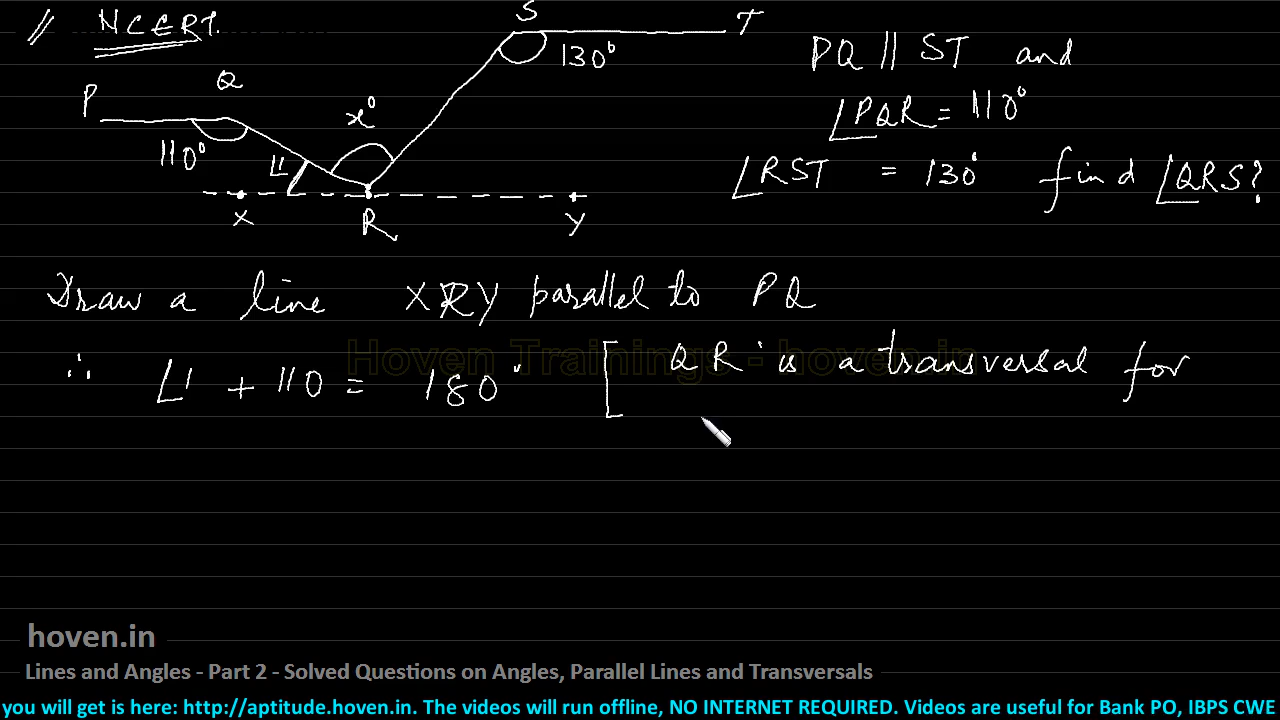 // NCERT.
S T
130°
PQ || ST and
Q
P
x°
∠PQR = 110°
110° ∠1
∠RST = 130° find ∠QRS?
X R Y
Draw a line XRY parallel to PQ
∴ ∠1 + 110 = 180° [ QR is a transversal for
Hoven Trainings - hoven.in
hoven.in
Lines and Angles - Part 2 - Solved Questions on Angles, Parallel Lines and Transversals
you will get is here: http://aptitude.hoven.in. The videos will run offline, NO INTERNET REQUIRED. Videos are useful for Bank PO, IBPS CWE